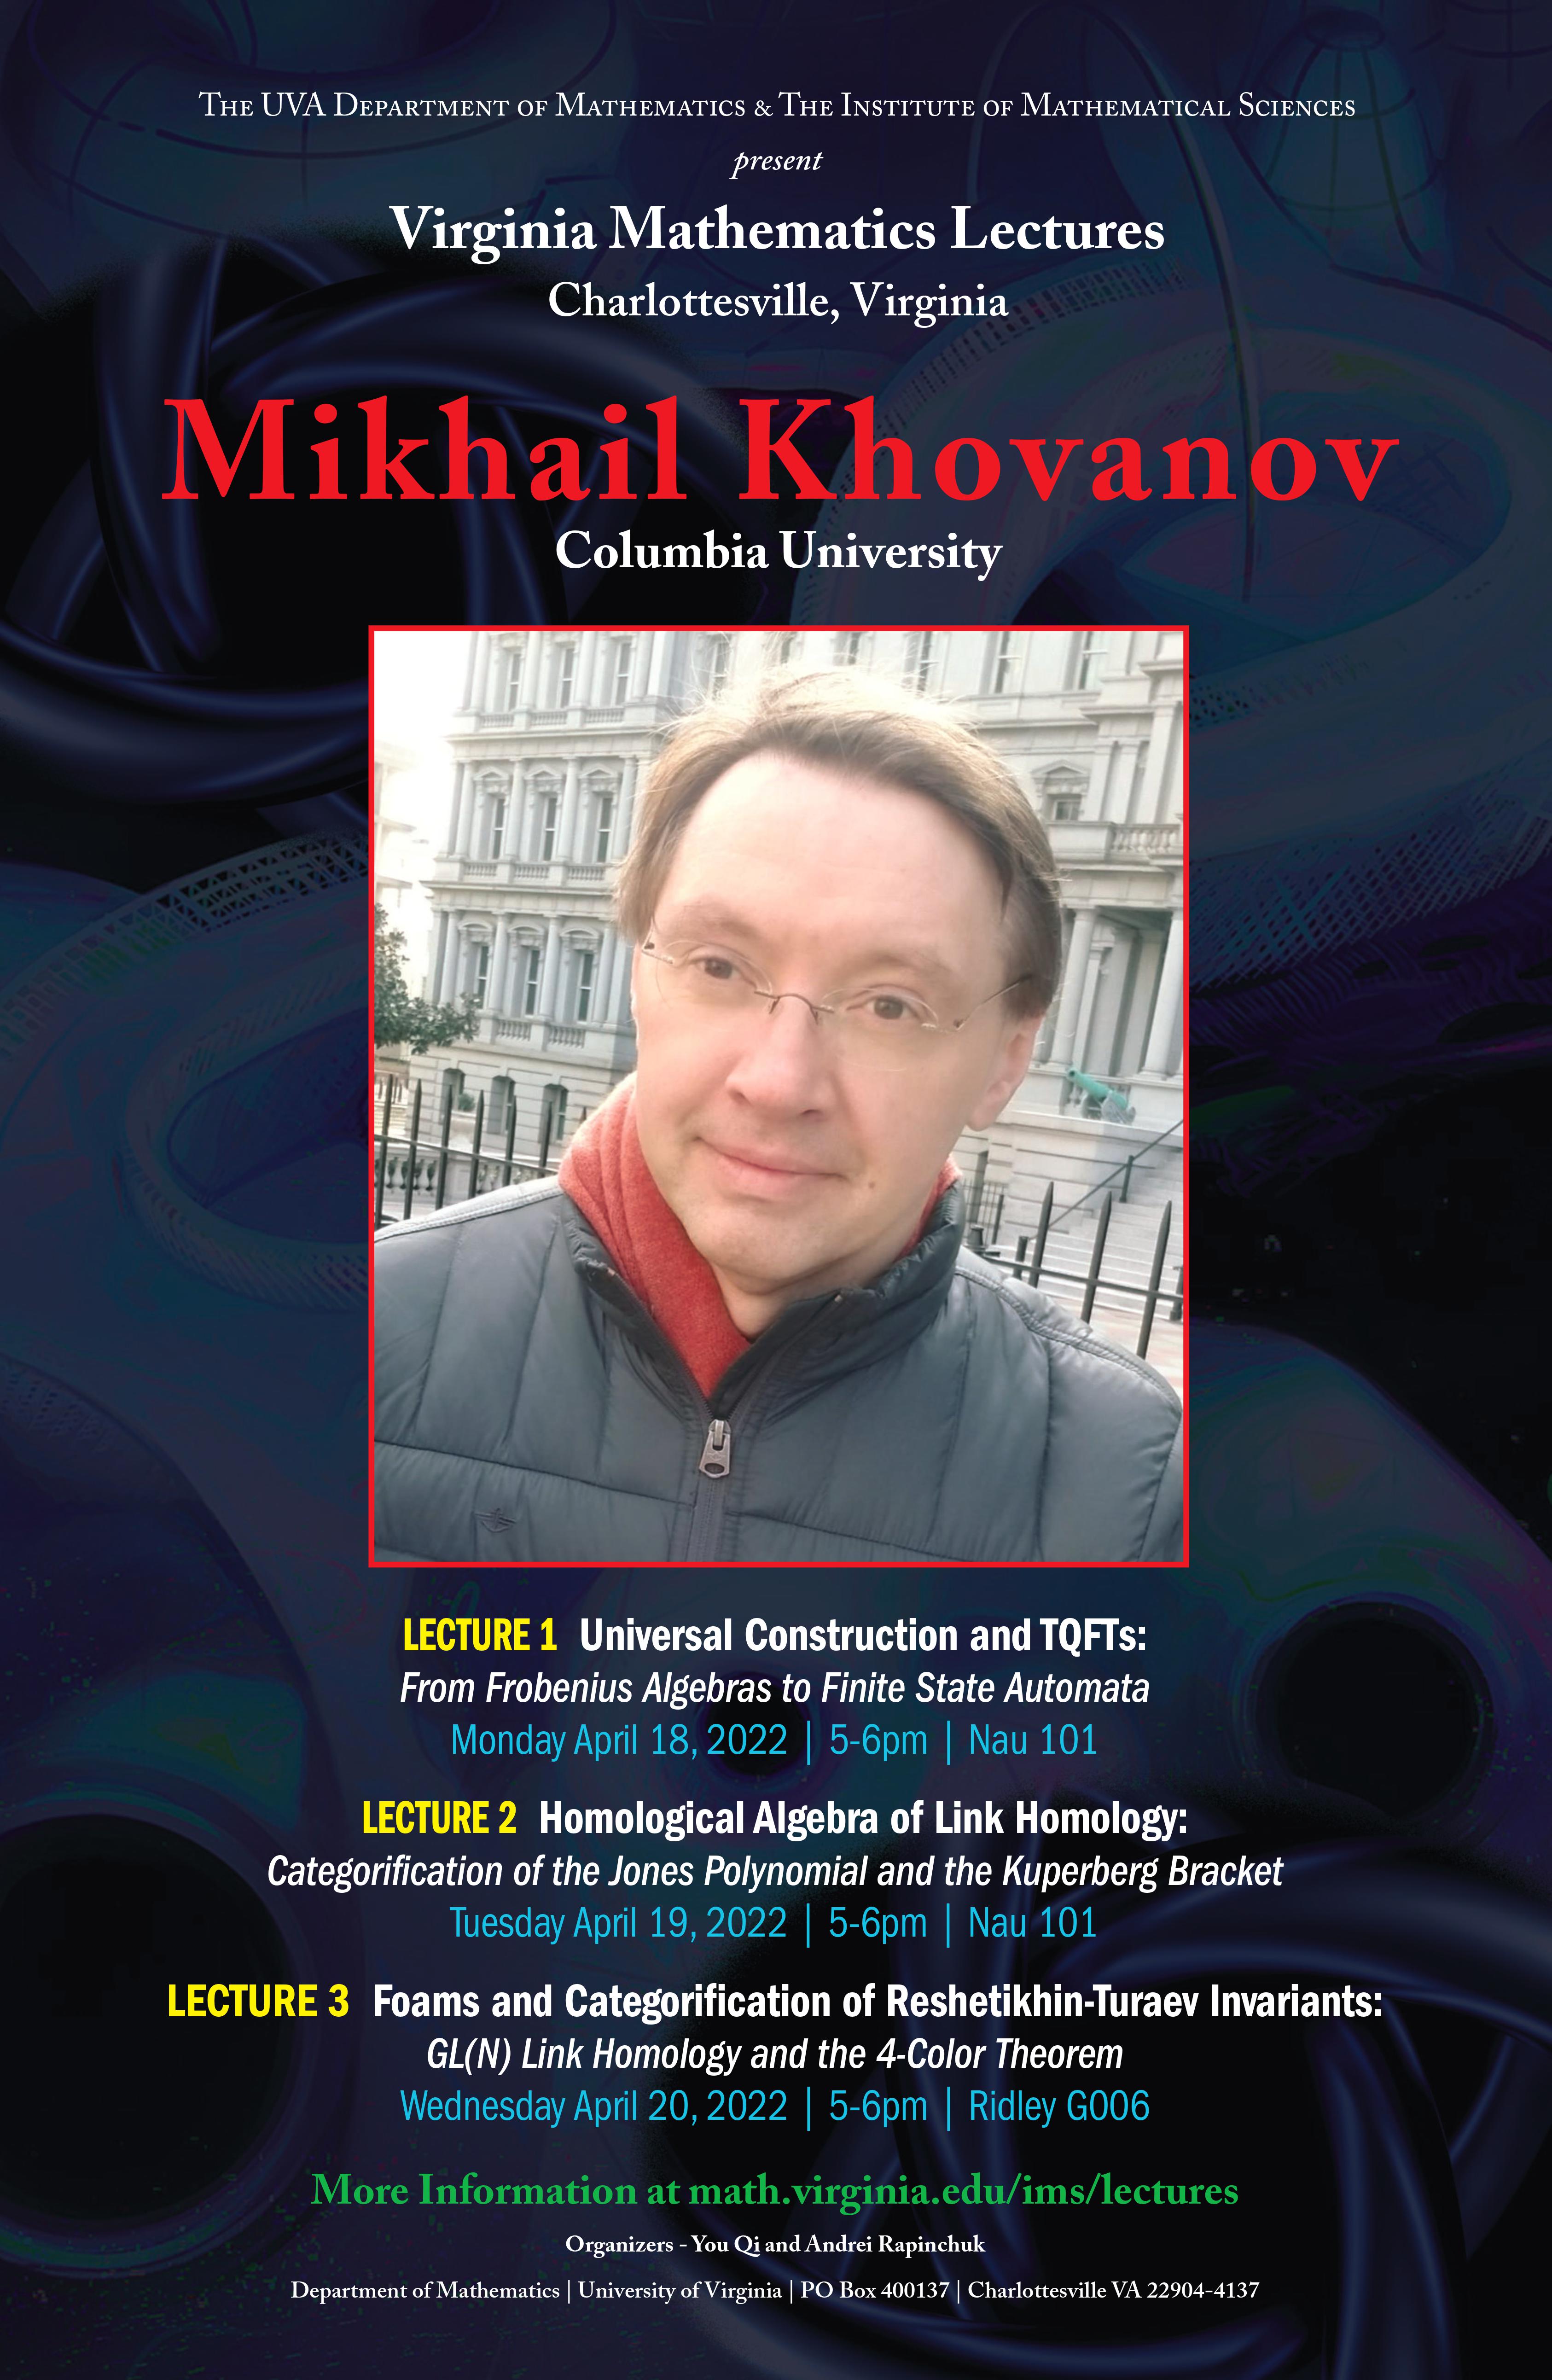 The UVA Department of Mathematics & The Institute of Mathematical Sciences
present
Virginia Mathematics Lectures
Charlottesville, Virginia
Mikhail Khovanov
Columbia University
LECTURE 1 Universal Construction and TQFTs:
From Frobenius Algebras to Finite State Automata
Monday April 18, 2022 | 5-6pm | Nau 101
LECTURE 2 Homological Algebra of Link Homology:
Categorification of the Jones Polynomial and the Kuperberg Bracket
Tuesday April 19, 2022 | 5-6pm | Nau 101
LECTURE 3 Foams and Categorification of Reshetikhin-Turaev Invariants:
GL(N) Link Homology and the 4-Color Theorem
Wednesday April 20, 2022 | 5-6pm | Ridley G006
More Information at math.virginia.edu/ims/lectures
Organizers - You Qi and Andrei Rapinchuk
Department of Mathematics | University of Virginia | PO Box 400137 | Charlottesville VA 22904-4137